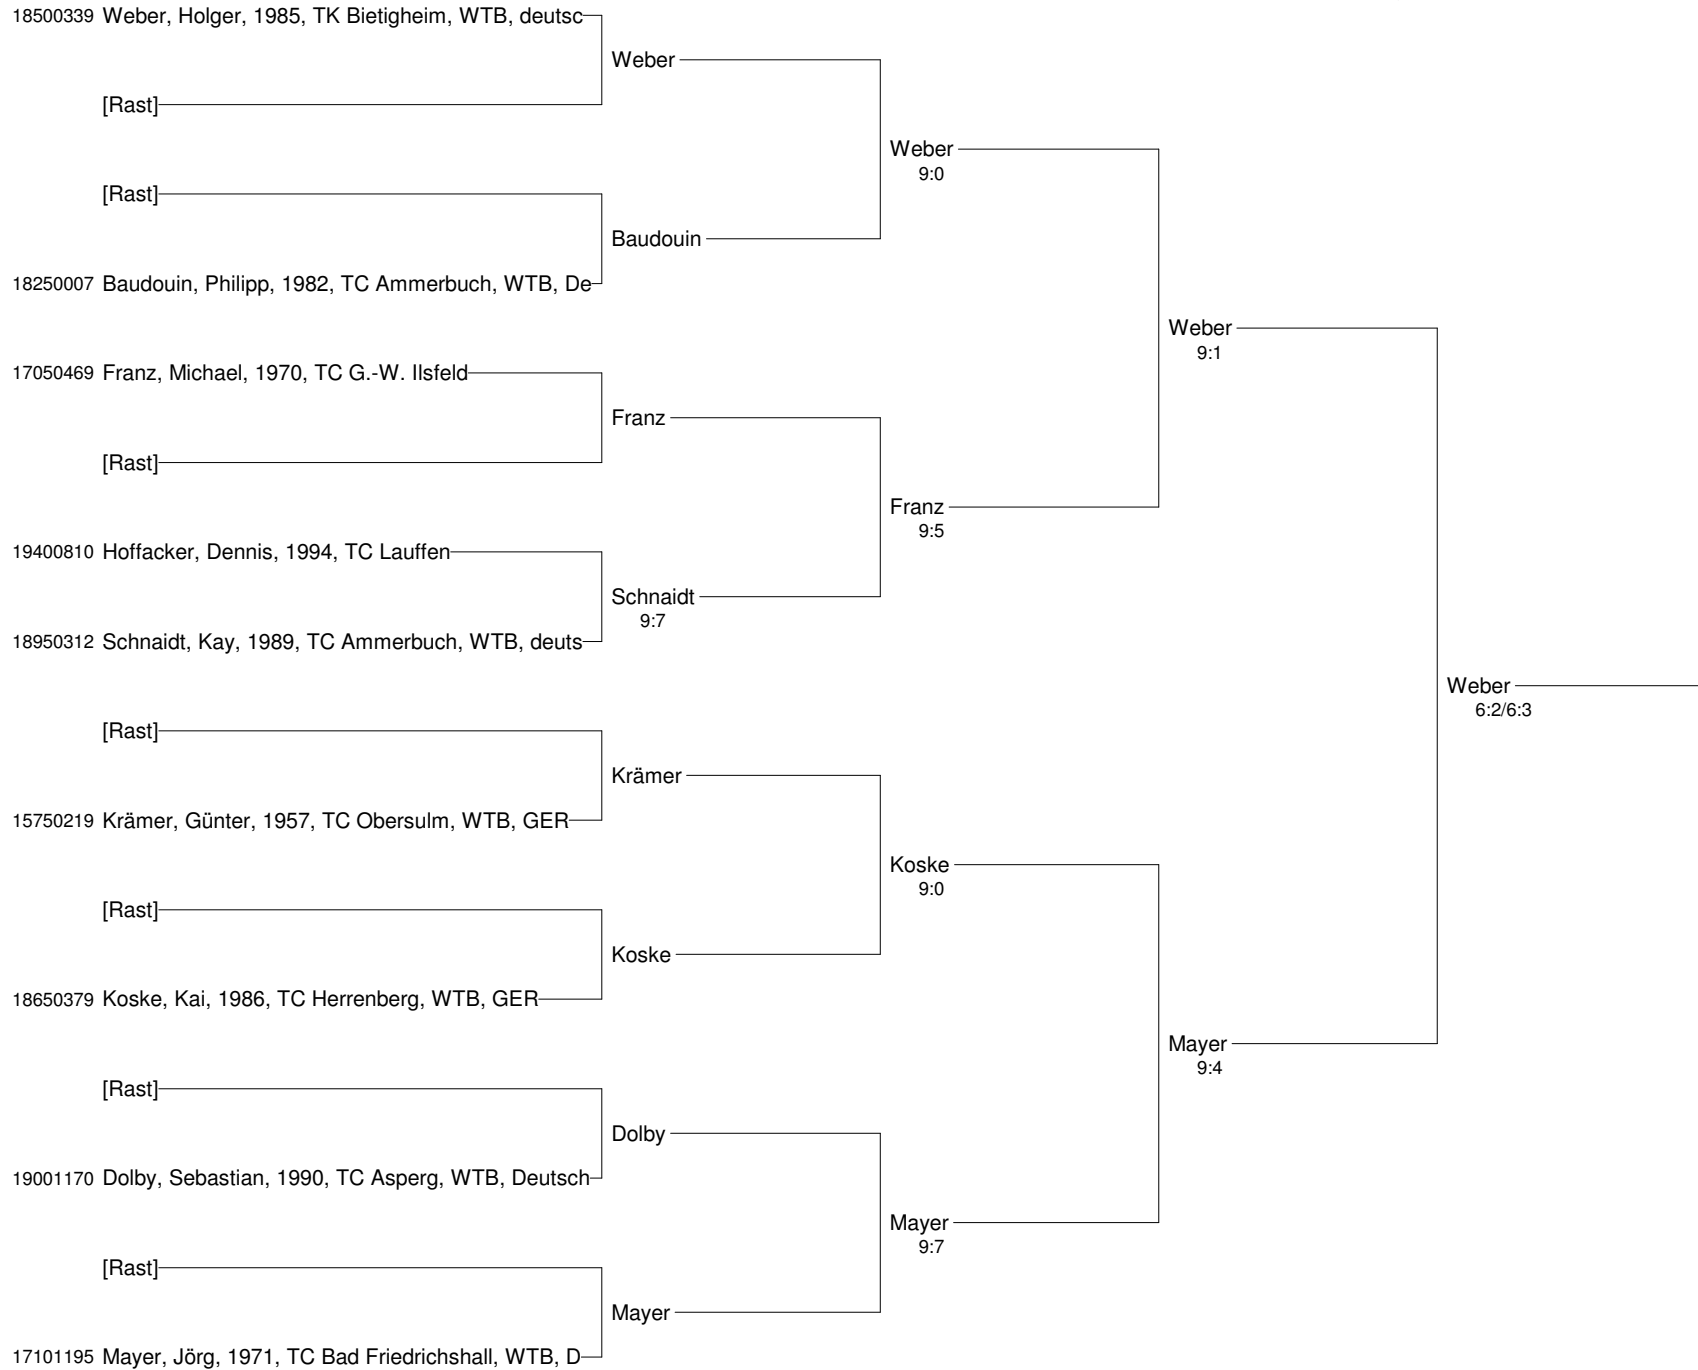 18500339 Weber, Holger, 1985, TK Bietigheim, WTB, deutsc
Weber
[Rast]
Weber
9:0
[Rast]
Baudouin
18250007 Baudouin, Philipp, 1982, TC Ammerbuch, WTB, De
Weber
9:1
17050469 Franz, Michael, 1970, TC G.-W. Ilsfeld
Franz
[Rast]
Franz
9:5
19400810 Hoffacker, Dennis, 1994, TC Lauffen
Schnaidt
9:7
18950312 Schnaidt, Kay, 1989, TC Ammerbuch, WTB, deuts
Weber
6:2/6:3
[Rast]
Krämer
15750219 Krämer, Günter, 1957, TC Obersulm, WTB, GER
Koske
9:0
[Rast]
Koske
18650379 Koske, Kai, 1986, TC Herrenberg, WTB, GER
Mayer
9:4
[Rast]
Dolby
19001170 Dolby, Sebastian, 1990, TC Asperg, WTB, Deutsch
Mayer
9:7
[Rast]
Mayer
17101195 Mayer, Jörg, 1971, TC Bad Friedrichshall, WTB, D